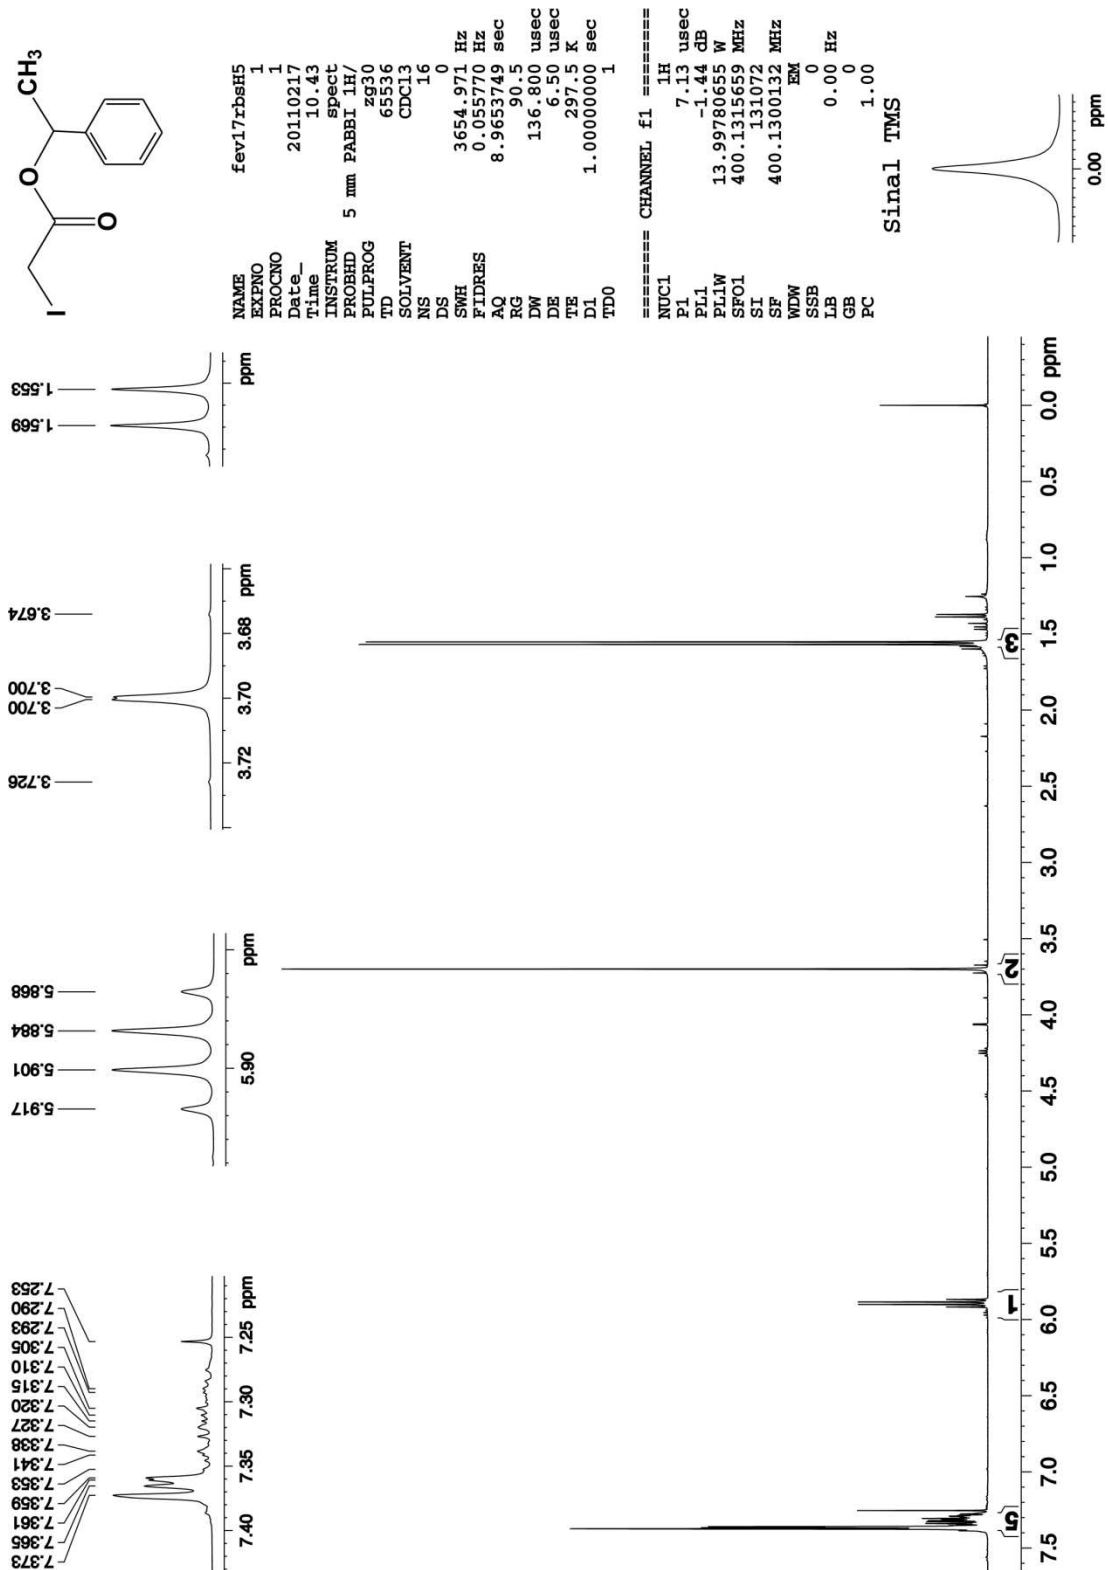 I
O
O
CH3
NAME fev17rbsH5
EXPNO 1
PROCNO 1
Date_ 20110217
Time 10.43
INSTRUM spect
PROBHD 5 mm PABBI 1H/
PULPROG zg30
TD 65536
SOLVENT CDCl3
NS 16
DS 0
SWH 3654.971 Hz
FIDRES 0.055770 Hz
AQ 8.9653749 sec
RG 90.5
DW 136.800 usec
DE 6.50 usec
TE 297.5 K
D1 1.00000000 sec
TD0 1
======== CHANNEL f1 ========
NUC1 1H
P1 7.13 usec
PL1 -1.44 dB
PL1W 13.99780655 W
SFO1 400.1315659 MHz
SI 131072
SF 400.1300132 MHz
WDW EM
SSB 0
LB 0.00 Hz
GB 0
PC 1.00
Sinal TMS
0.00 ppm
7.373
7.365
7.361
7.359
7.353
7.341
7.338
7.327
7.320
7.315
7.310
7.305
7.293
7.290
7.253
7.40 7.35 7.30 7.25 ppm
5.917
5.901
5.884
5.868
5.90 ppm
3.726
3.700
3.700
3.674
3.72 3.70 3.68 ppm
1.569
1.553
ppm
5
1
2
3
7.5 7.0 6.5 6.0 5.5 5.0 4.5 4.0 3.5 3.0 2.5 2.0 1.5 1.0 0.5 0.0 ppm